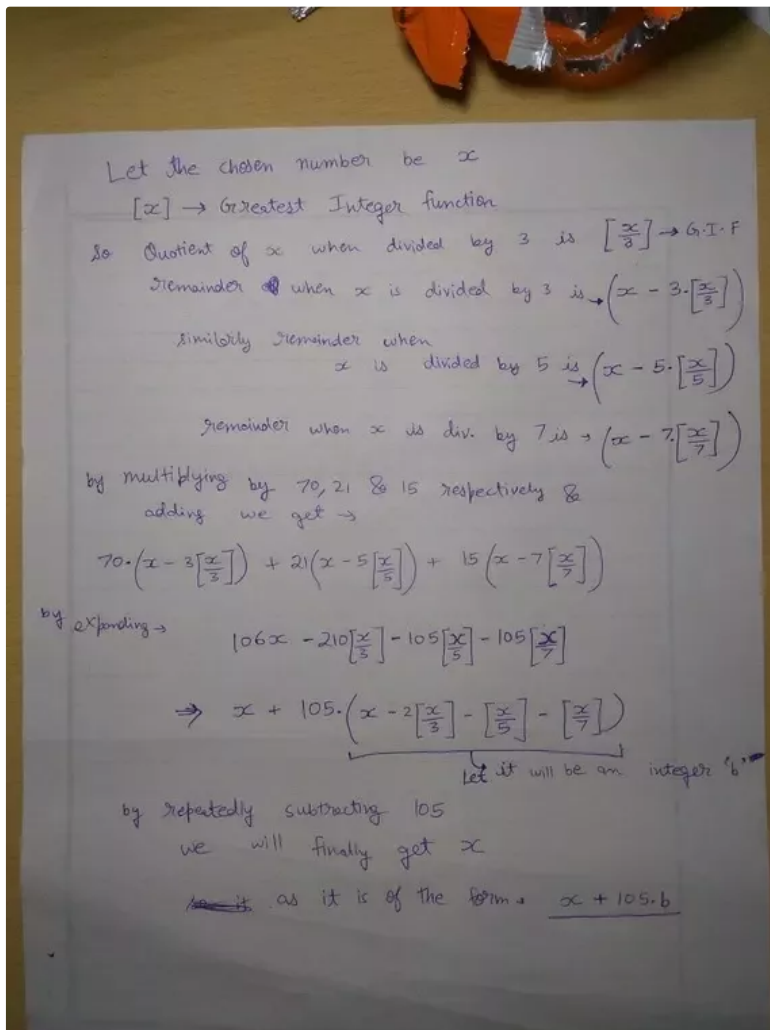 Let the chosen number be x
[x] → Greatest Integer function
So Quotient of x when divided by 3 is [x/3] → G.I.F
remainder when x is divided by 3 is → (x - 3·[x/3])
similarly remainder when
x is divided by 5 is → (x - 5·[x/5])
remainder when x is div. by 7 is → (x - 7·[x/7])
by multiplying by 70, 21 & 15 respectively &
adding we get →
70·(x - 3[x/3]) + 21(x - 5[x/5]) + 15(x - 7[x/7])
by expanding →
106x - 210[x/3] - 105[x/5] - 105[x/7]
⇒ x + 105·(x - 2[x/3] - [x/5] - [x/7])
Let it will be an integer 'b'
by repeatedly subtracting 105
we will finally get x
as it is of the form → x + 105·b